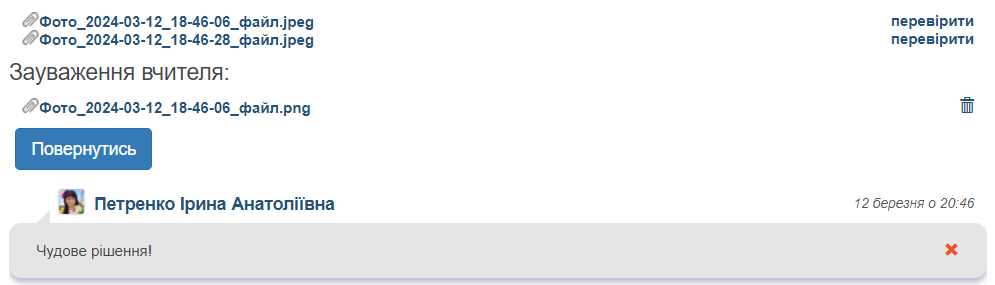 Фото_2024-03-12_18-46-06_файл.jpeg перевірити
Фото_2024-03-12_18-46-28_файл.jpeg перевірити
Зауваження вчителя:
Фото_2024-03-12_18-46-06_файл.png
Повернутись
Петренко Ірина Анатоліївна 12 березня о 20:46
Чудове рішення!